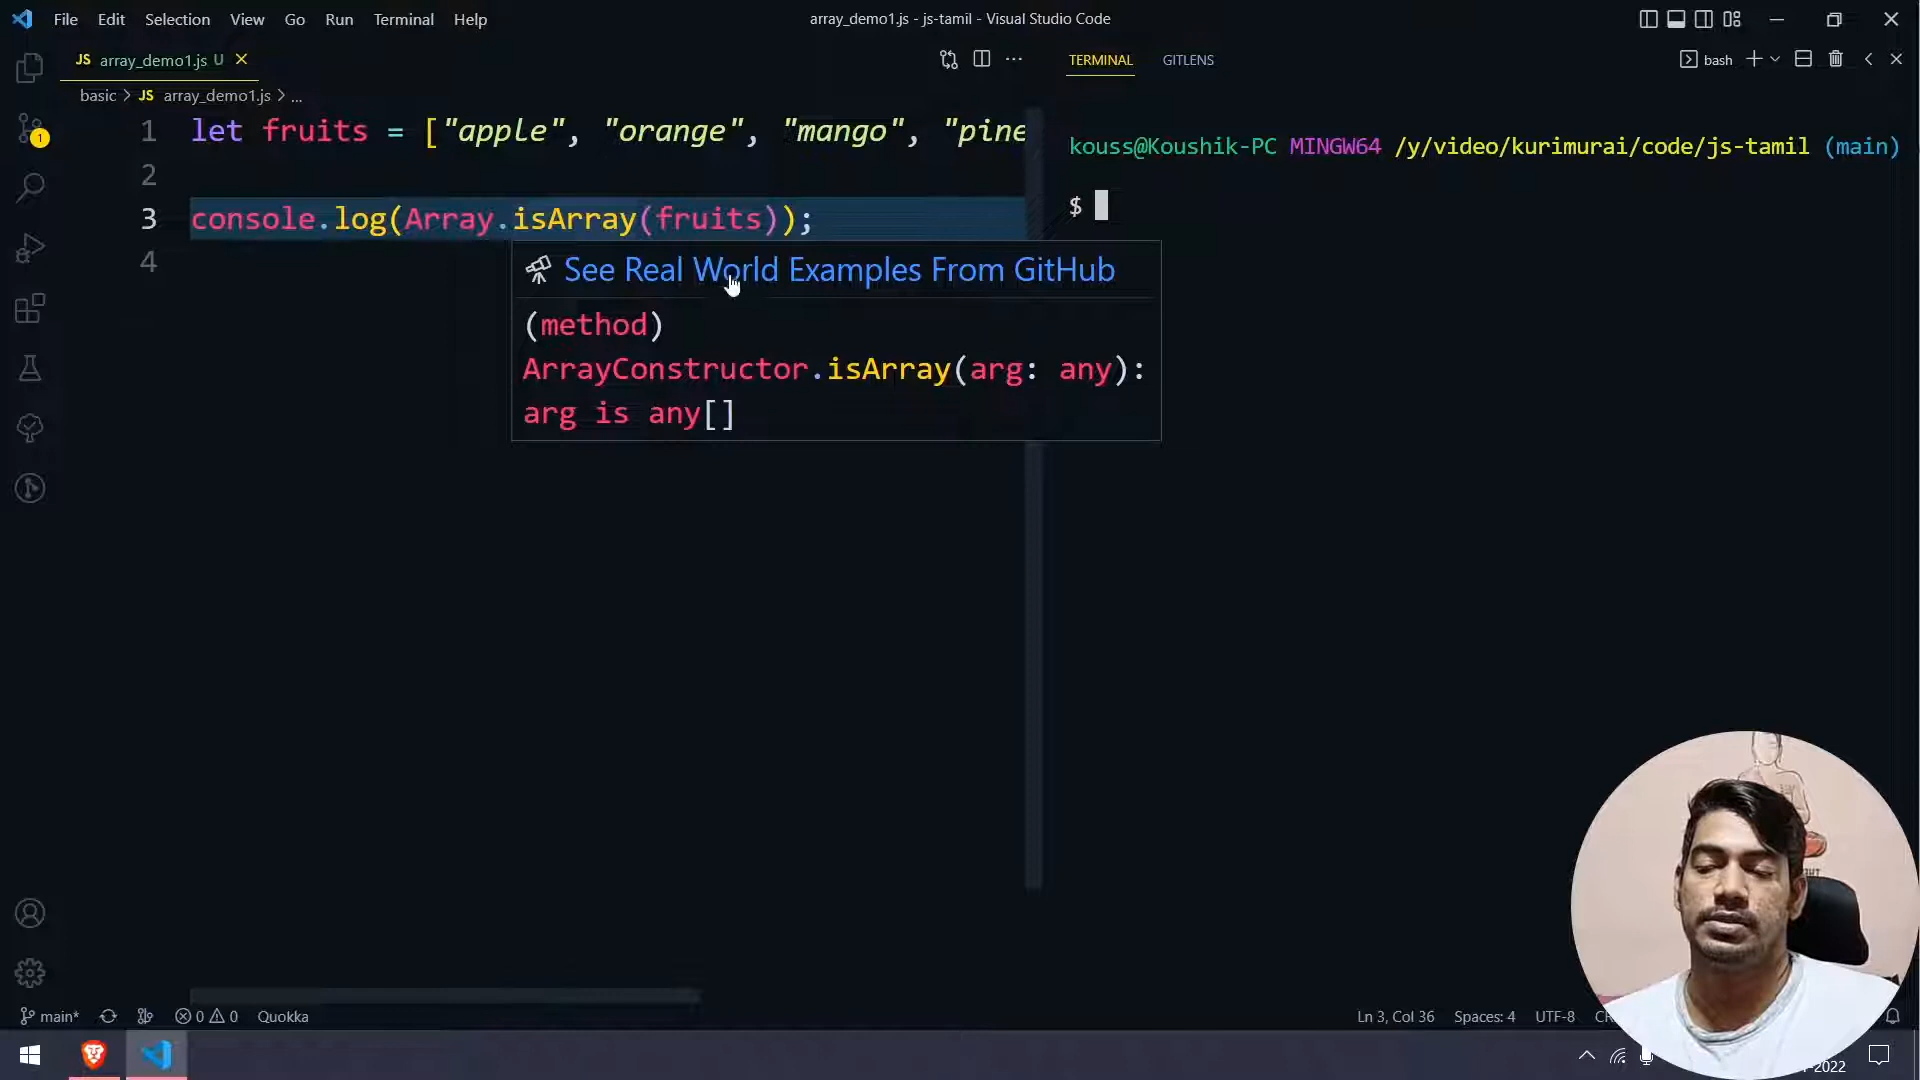 File Edit Selection View Go Run Terminal Help
array_demo1.js - js-tamil - Visual Studio Code
JS array_demo1.js U
TERMINAL GITLENS
bash
basic > JS array_demo1.js > ...
1 let fruits = ["apple", "orange", "mango", "pine
2
3 console.log(Array.isArray(fruits));
4
See Real World Examples From GitHub
(method)
ArrayConstructor.isArray(arg: any):
arg is any[]
kouss@Koushik-PC MINGW64 /y/video/kurimurai/code/js-tamil (main)
$
1
main* 0 0 Quokka
Ln 3, Col 36 Spaces: 4 UTF-8